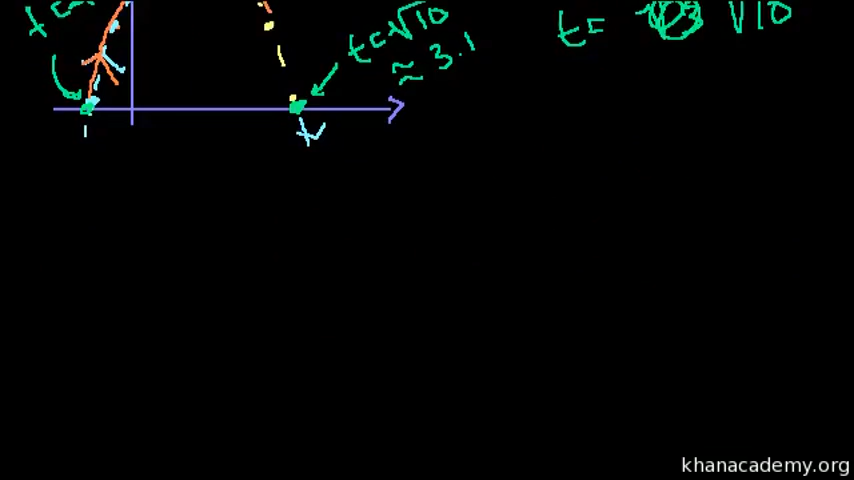 t = √10
≈ 3.1
t = √10
x
khanacademy.org